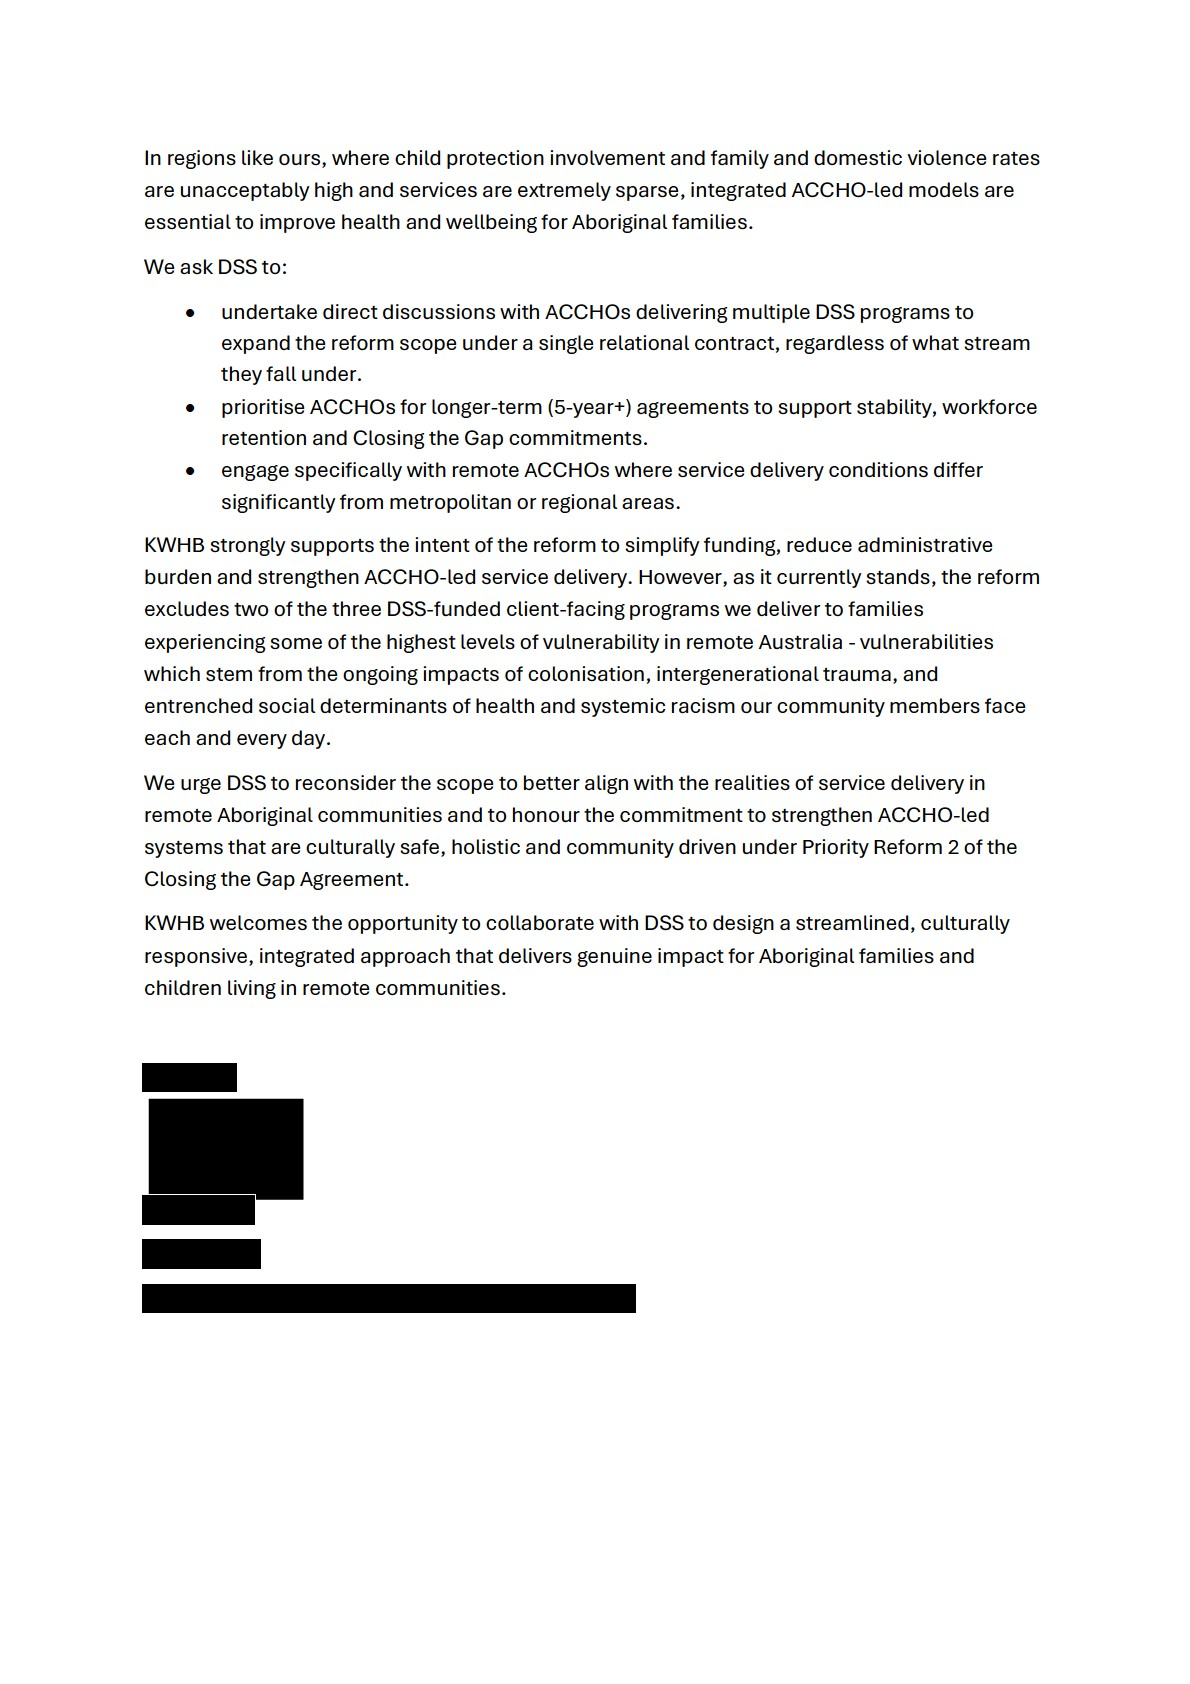 In regions like ours, where child protection involvement and family and domestic violence rates
are unacceptably high and services are extremely sparse, integrated ACCHO-led models are
essential to improve health and wellbeing for Aboriginal families.
We ask DSS to:
• undertake direct discussions with ACCHOs delivering multiple DSS programs to
expand the reform scope under a single relational contract, regardless of what stream
they fall under.
• prioritise ACCHOs for longer-term (5-year+) agreements to support stability, workforce
retention and Closing the Gap commitments.
• engage specifically with remote ACCHOs where service delivery conditions differ
significantly from metropolitan or regional areas.
KWHB strongly supports the intent of the reform to simplify funding, reduce administrative
burden and strengthen ACCHO-led service delivery. However, as it currently stands, the reform
excludes two of the three DSS-funded client-facing programs we deliver to families
experiencing some of the highest levels of vulnerability in remote Australia - vulnerabilities
which stem from the ongoing impacts of colonisation, intergenerational trauma, and
entrenched social determinants of health and systemic racism our community members face
each and every day.
We urge DSS to reconsider the scope to better align with the realities of service delivery in
remote Aboriginal communities and to honour the commitment to strengthen ACCHO-led
systems that are culturally safe, holistic and community driven under Priority Reform 2 of the
Closing the Gap Agreement.
KWHB welcomes the opportunity to collaborate with DSS to design a streamlined, culturally
responsive, integrated approach that delivers genuine impact for Aboriginal families and
children living in remote communities.